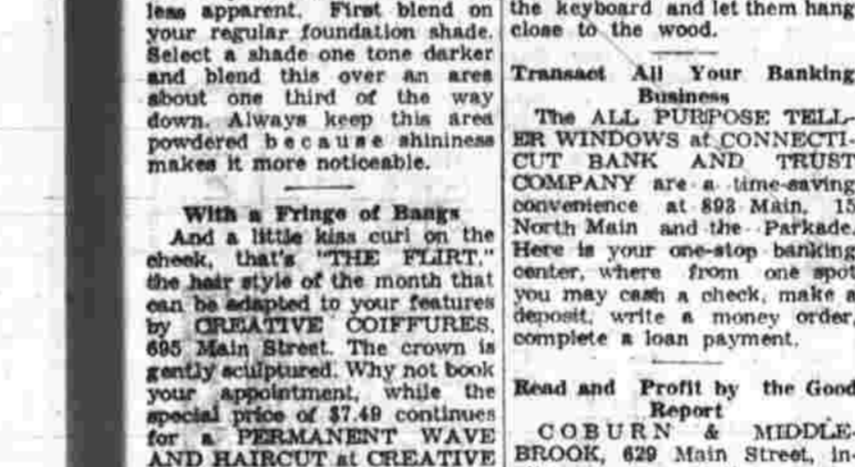 less apparent. First blend on
your regular foundation shade.
Select a shade one tone darker
and blend this over an area
about one third of the way
down. Always keep this area
powdered because shininess
makes it more noticeable.
With a Fringe of Bangs
And a little kiss curl on the
cheek, that's "THE FLIRT,"
the hair style of the month that
can be adapted to your features
by CREATIVE COIFFURES,
695 Main Street. The crown is
gently sculptured. Why not book
your appointment, while the
special price of $7.49 continues
for a PERMANENT WAVE
AND HAIRCUT at CREATIVE
the keyboard and let them hang
close to the wood.
Transact All Your Banking
Business
The ALL PURPOSE TELL-
ER WINDOWS at CONNECTI-
CUT BANK AND TRUST
COMPANY are a time-saving
convenience at 893 Main, 15
North Main and the Parkade.
Here is your one-stop banking
center, where from one spot
you may cash a check, make a
deposit, write a money order,
complete a loan payment.
Read and Profit by the Good
Report
COBURN & MIDDLE-
BROOK, 629 Main Street, in-